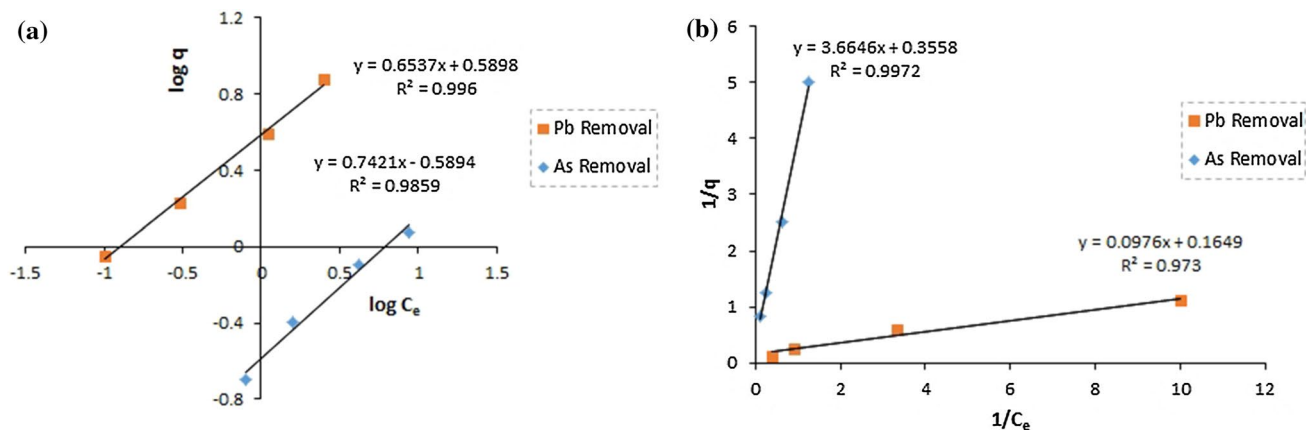 (a)
log q
1.2
0.8
0.4
0
-0.4
-0.8
-1.5
-1
-0.5
0
0.5
1
1.5
log Ce
y = 0.6537x + 0.5898
R² = 0.996
y = 0.7421x - 0.5894
R² = 0.9859
Pb Removal
As Removal
(b)
1/q
6
5
4
3
2
1
0
0
2
4
6
8
10
12
1/Ce
y = 3.6646x + 0.3558
R² = 0.9972
y = 0.0976x + 0.1649
R² = 0.973
Pb Removal
As Removal